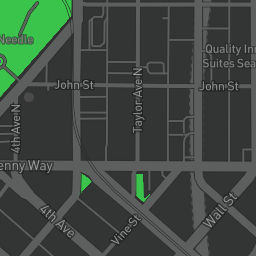 Needle
Quality Inn
Suites Sea
John St
John St
Taylor Ave N
4th Ave N
enny Way
4th Ave
Vine St
Wall St